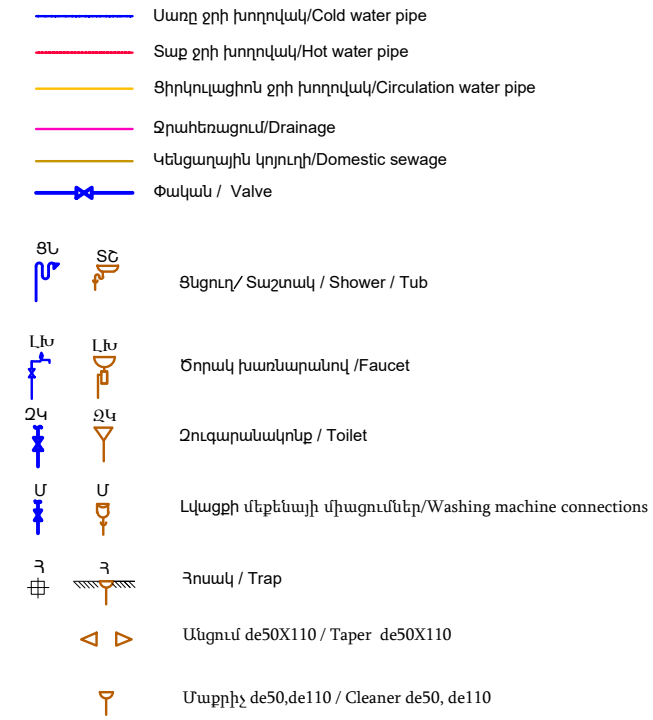 Սառը ջրի խողովակ/Cold water pipe
Տաք ջրի խողովակ/Hot water pipe
Ցիրկուլացիոն ջրի խողովակ/Circulation water pipe
Ջրահեռացում/Drainage
Կենցաղային կոյուղի/Domestic sewage
Փական / Valve
ՑՆ ՏՇ
Ցնցուղ/ Տաշտակ / Shower / Tub
ԼԽ ԼԽ
Ծորակ խառնարանով /Faucet
ԶԿ ԶԿ
Զուգարանակոնք / Toilet
Մ Մ
Լվացքի մեքենայի միացումներ/Washing machine connections
Հ Հ
Հոսակ / Trap
Անցում de50X110 / Taper de50X110
Մաքրիչ de50,de110 / Cleaner de50, de110